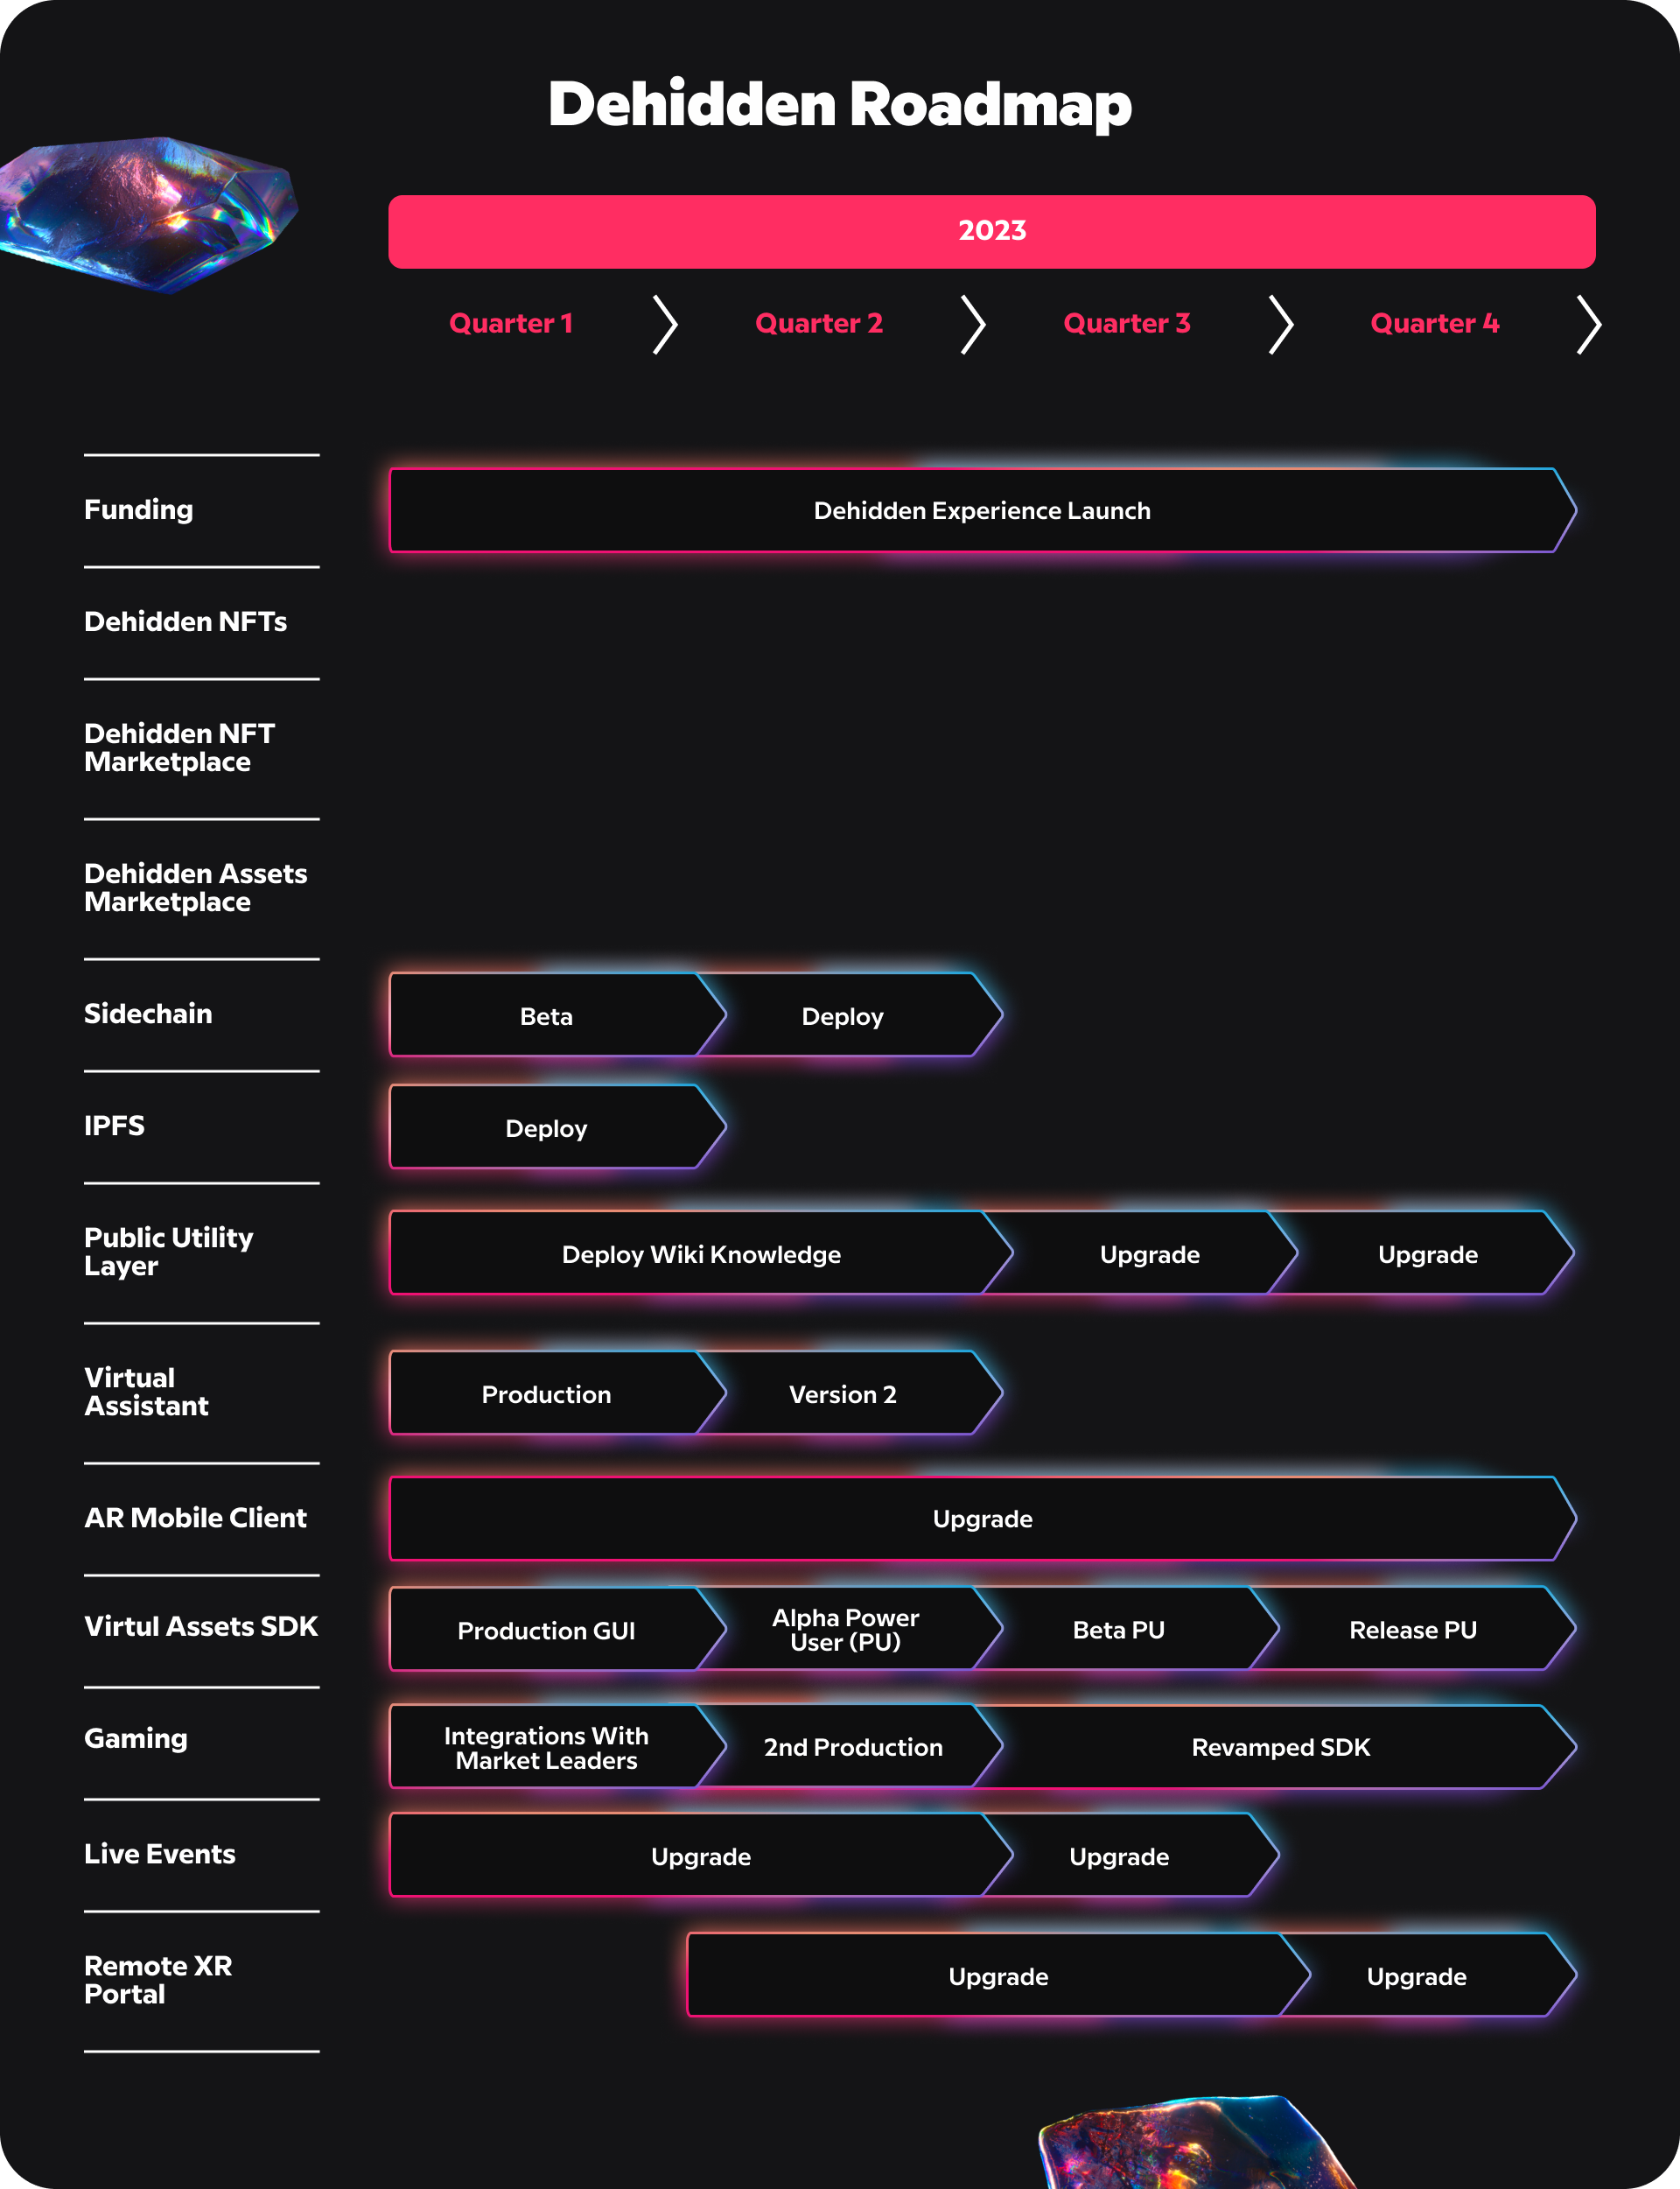 Dehidden Roadmap
2023
Quarter 1
Quarter 2
Quarter 3
Quarter 4
Funding
Dehidden Experience Launch
Dehidden NFTs
Dehidden NFT
Marketplace
Dehidden Assets
Marketplace
Sidechain
Beta
Deploy
IPFS
Deploy
Public Utility
Layer
Deploy Wiki Knowledge
Upgrade
Upgrade
Virtual
Assistant
Production
Version 2
AR Mobile Client
Upgrade
Virtul Assets SDK
Production GUI
Alpha Power
User (PU)
Beta PU
Release PU
Gaming
Integrations With
Market Leaders
2nd Production
Revamped SDK
Live Events
Upgrade
Upgrade
Remote XR
Portal
Upgrade
Upgrade